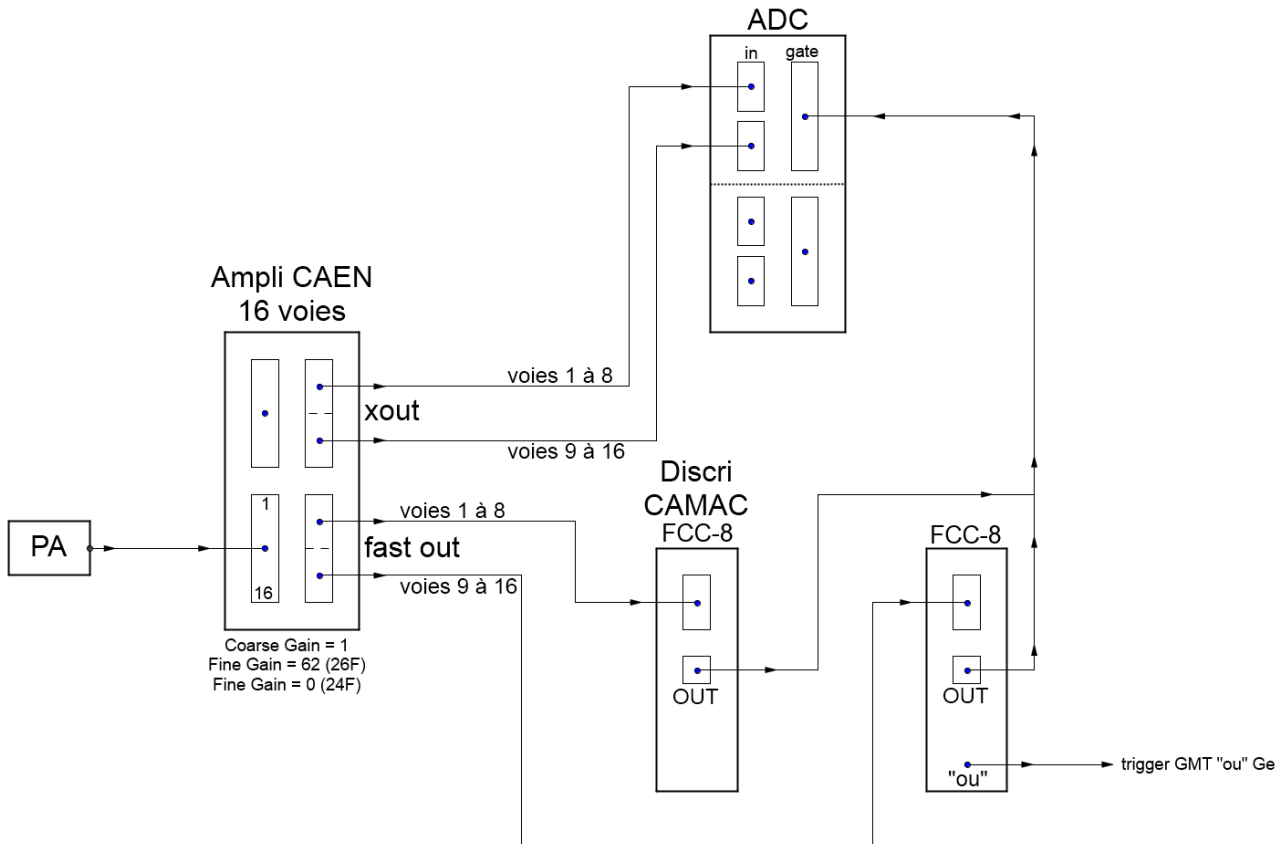 ADC
in
gate
Ampli CAEN
16 voies
voies 1 à 8
xout
voies 9 à 16
Discri
CAMAC
FCC-8
FCC-8
1
voies 1 à 8
PA
fast out
16
voies 9 à 16
Coarse Gain = 1
Fine Gain = 62 (26F)
Fine Gain = 0 (24F)
OUT
OUT
"ou"
trigger GMT "ou" Ge